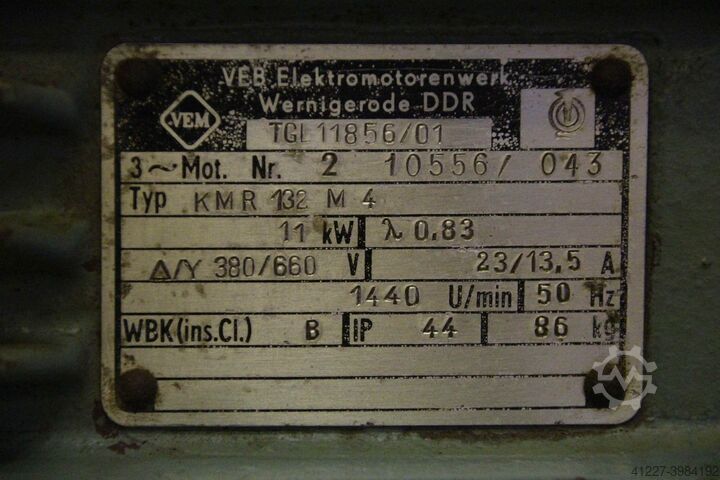 VEB Elektromotorenwerk
Wernigerode DDR
VEM
TGL 11856/01
3~Mot. Nr. 2 10556/ 043
Typ KMR 132 M 4
11 kW λ 0,83
Δ/Y 380/660 V 23/13,5 A
1440 U/min 50 Hz
WBK(ins.Cl.) B IP 44 86 kg
41227-3984192